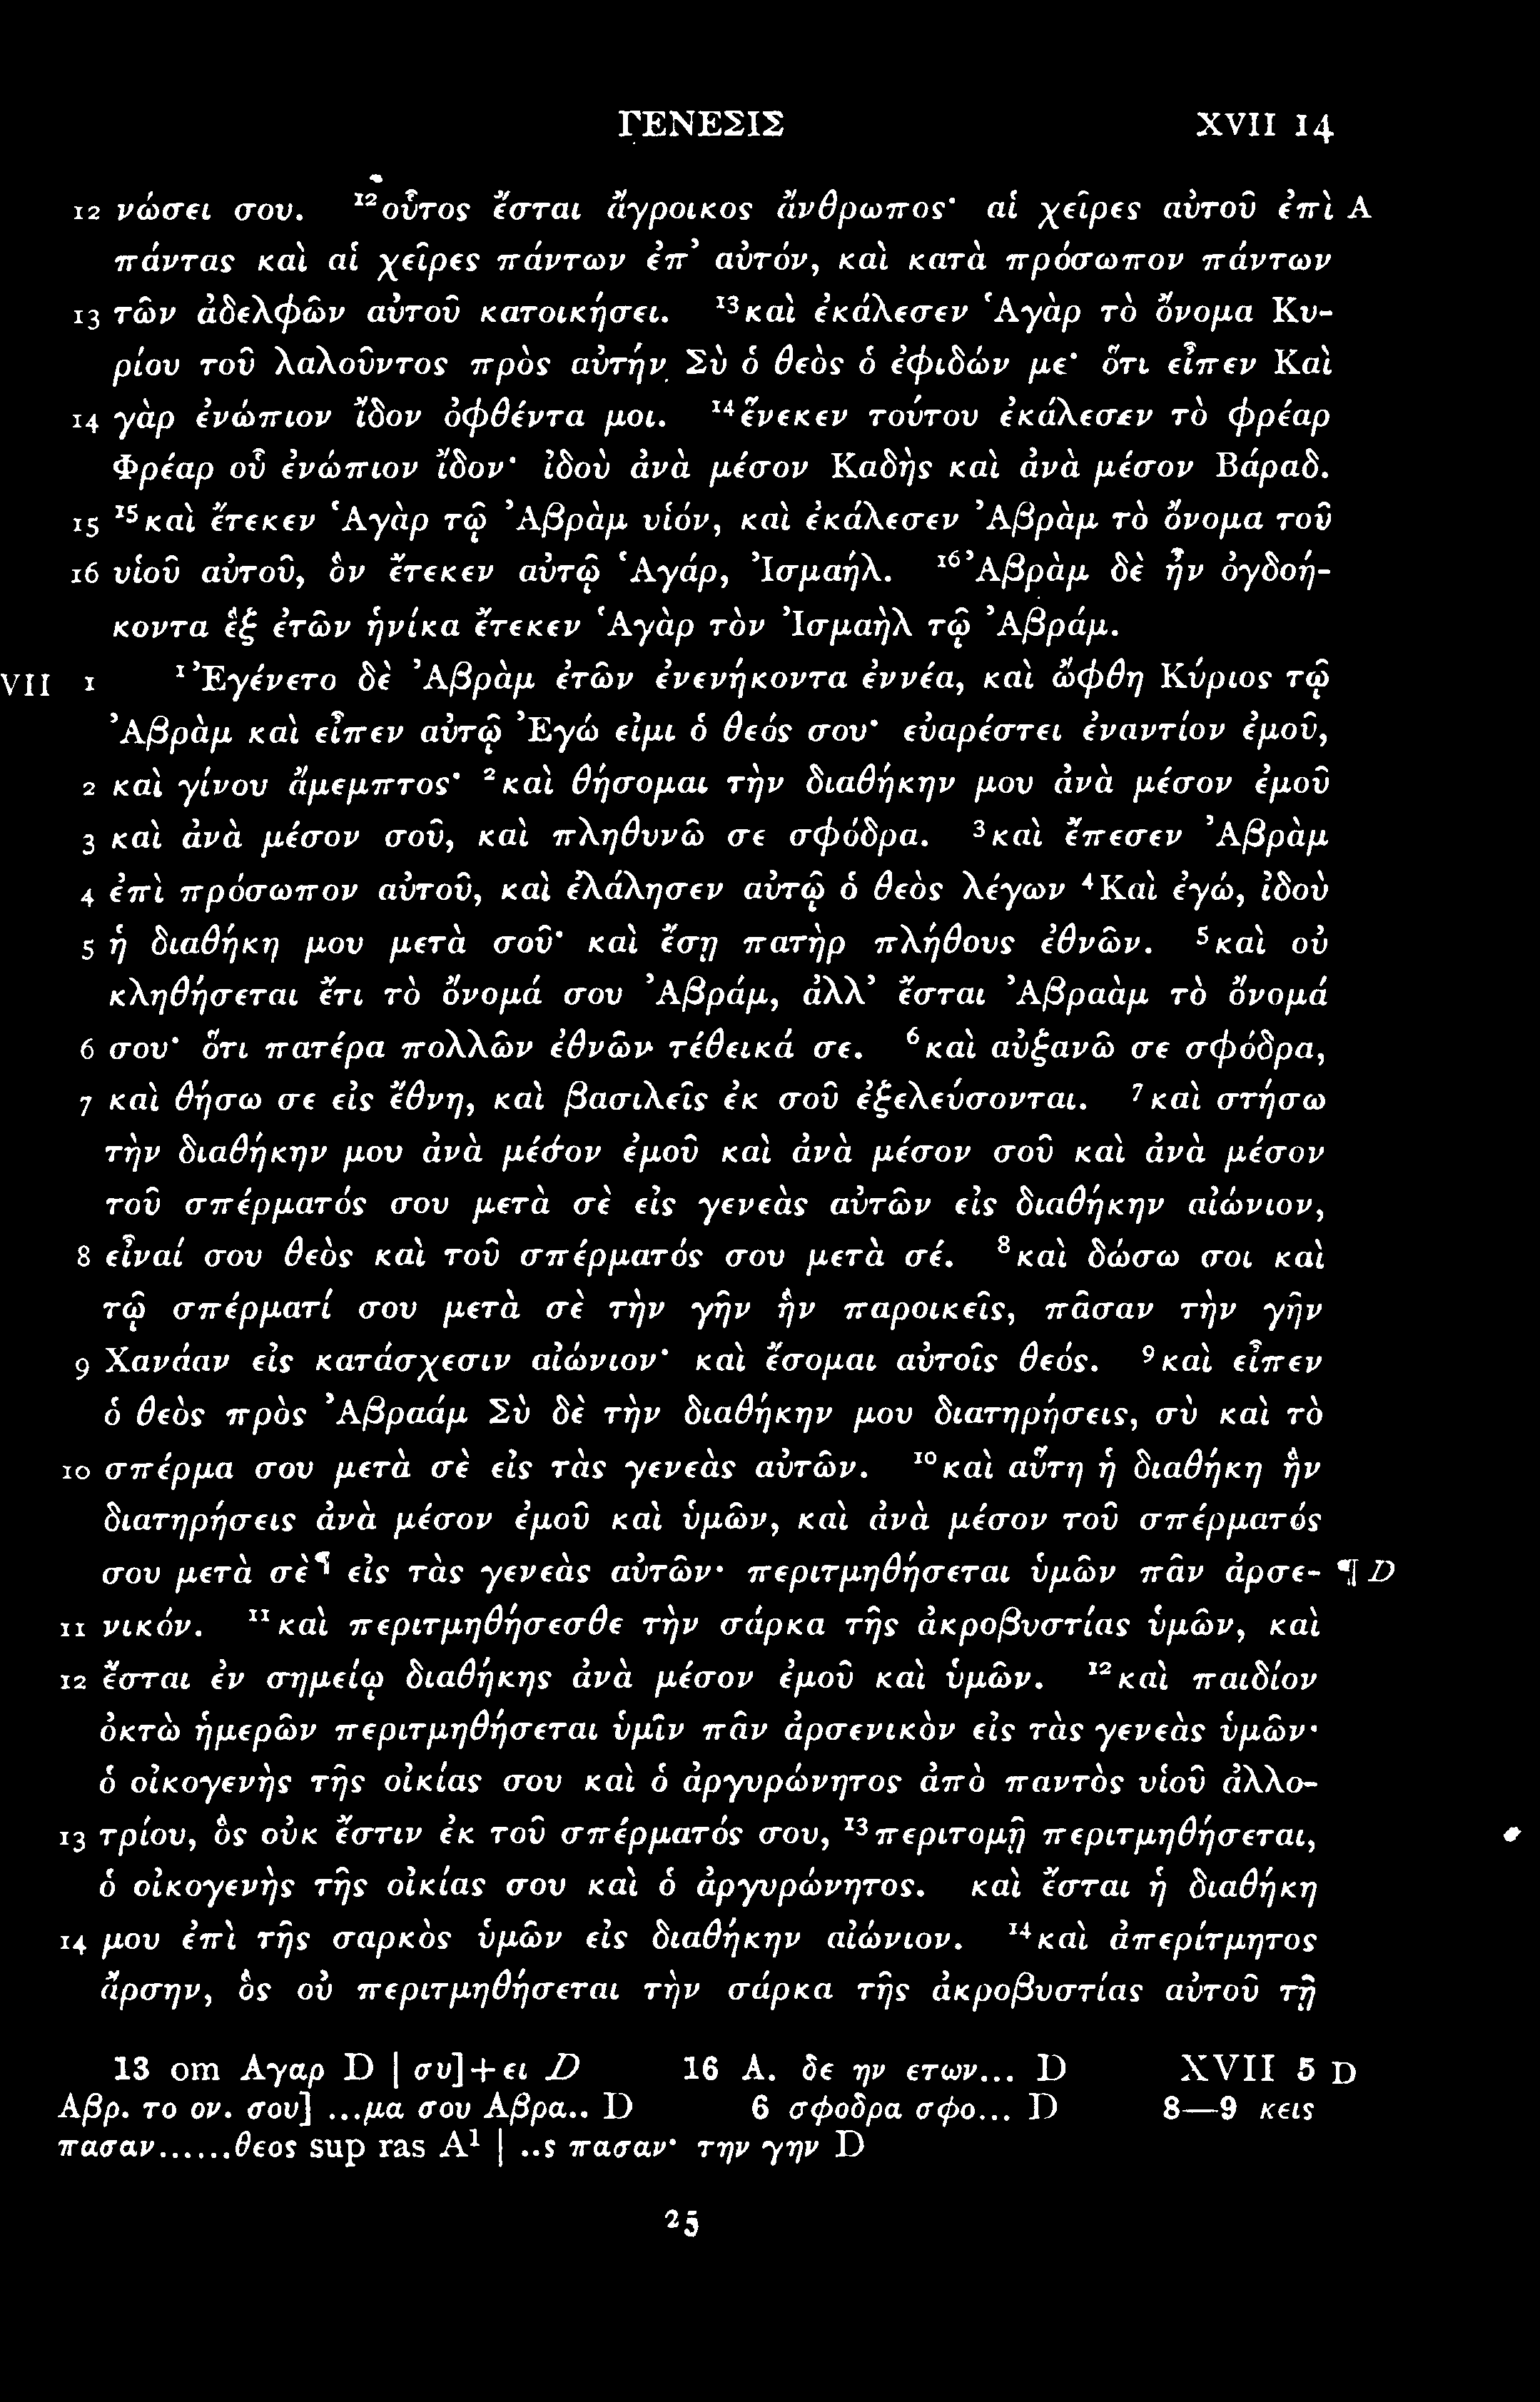 ΓΕΝΕΣΙΣ XVII 14
12 νώσει σου. ¹²οὗτος ἔσται ἄγροικος ἄνθρωπος· αἱ χεῖρες αὐτοῦ ἐπὶ A
πάντας καὶ αἱ χεῖρες πάντων ἐπ’ αὐτόν, καὶ κατὰ πρόσωπον πάντων
13 τῶν ἀδελφῶν αὐτοῦ κατοικήσει. ¹³καὶ ἐκάλεσεν Ἁγὰρ τὸ ὄνομα Κυ-
ρίου τοῦ λαλοῦντος πρὸς αὐτήν Σὺ ὁ θεὸς ὁ ἐφιδών με· ὅτι εἶπεν Καὶ
14 γὰρ ἐνώπιον ἴδον ὀφθέντα μοι. ¹⁴ἕνεκεν τούτου ἐκάλεσεν τὸ φρέαρ
Φρέαρ οὗ ἐνώπιον ἴδον· ἰδοὺ ἀνὰ μέσον Καδὴς καὶ ἀνὰ μέσον Βάραδ.
15 ¹⁵καὶ ἔτεκεν Ἁγὰρ τῷ Ἀβρὰμ υἱόν, καὶ ἐκάλεσεν Ἀβρὰμ τὸ ὄνομα τοῦ
16 υἱοῦ αὐτοῦ, ὃν ἔτεκεν αὐτῷ Ἁγάρ, Ἰσμαήλ. ¹⁶Ἀβρὰμ δὲ ἦν ὀγδοή-
κοντα ἓξ ἐτῶν ἡνίκα ἔτεκεν Ἁγὰρ τὸν Ἰσμαὴλ τῷ Ἀβράμ.
VII 1 ¹Ἐγένετο δὲ Ἀβρὰμ ἐτῶν ἐνενήκοντα ἐννέα, καὶ ὤφθη Κύριος τῷ
Ἀβρὰμ καὶ εἶπεν αὐτῷ Ἐγώ εἰμι ὁ θεός σου· εὐαρέστει ἐναντίον ἐμοῦ,
2 καὶ γίνου ἄμεμπτος· ²καὶ θήσομαι τὴν διαθήκην μου ἀνὰ μέσον ἐμοῦ
3 καὶ ἀνὰ μέσον σοῦ, καὶ πληθυνῶ σε σφόδρα. ³καὶ ἔπεσεν Ἀβρὰμ
4 ἐπὶ πρόσωπον αὐτοῦ, καὶ ἐλάλησεν αὐτῷ ὁ θεὸς λέγων ⁴Καὶ ἐγώ, ἰδοὺ
5 ἡ διαθήκη μου μετὰ σοῦ· καὶ ἔσῃ πατὴρ πλήθους ἐθνῶν. ⁵καὶ οὐ
κληθήσεται ἔτι τὸ ὄνομά σου Ἀβράμ, ἀλλ’ ἔσται Ἀβραὰμ τὸ ὄνομά
6 σου· ὅτι πατέρα πολλῶν ἐθνῶν τέθεικά σε. ⁶καὶ αὐξανῶ σε σφόδρα,
7 καὶ θήσω σε εἰς ἔθνη, καὶ βασιλεῖς ἐκ σοῦ ἐξελεύσονται. ⁷καὶ στήσω
τὴν διαθήκην μου ἀνὰ μέσον ἐμοῦ καὶ ἀνὰ μέσον σοῦ καὶ ἀνὰ μέσον
τοῦ σπέρματός σου μετὰ σὲ εἰς γενεὰς αὐτῶν εἰς διαθήκην αἰώνιον,
8 εἶναί σου θεὸς καὶ τοῦ σπέρματός σου μετὰ σέ. ⁸καὶ δώσω σοι καὶ
τῷ σπέρματί σου μετὰ σὲ τὴν γῆν ἣν παροικεῖς, πᾶσαν τὴν γῆν
9 Χανάαν εἰς κατάσχεσιν αἰώνιον· καὶ ἔσομαι αὐτοῖς θεός. ⁹καὶ εἶπεν
ὁ θεὸς πρὸς Ἀβραάμ Σὺ δὲ τὴν διαθήκην μου διατηρήσεις, σὺ καὶ τὸ
10 σπέρμα σου μετὰ σὲ εἰς τὰς γενεὰς αὐτῶν. ¹⁰καὶ αὕτη ἡ διαθήκη ἣν
διατηρήσεις ἀνὰ μέσον ἐμοῦ καὶ ὑμῶν, καὶ ἀνὰ μέσον τοῦ σπέρματός
σου μετὰ σὲ¶ εἰς τὰς γενεὰς αὐτῶν· περιτμηθήσεται ὑμῶν πᾶν ἀρσε- ¶ D
11 νικόν. ¹¹καὶ περιτμηθήσεσθε τὴν σάρκα τῆς ἀκροβυστίας ὑμῶν, καὶ
12 ἔσται ἐν σημείῳ διαθήκης ἀνὰ μέσον ἐμοῦ καὶ ὑμῶν. ¹²καὶ παιδίον
ὀκτὼ ἡμερῶν περιτμηθήσεται ὑμῖν πᾶν ἀρσενικὸν εἰς τὰς γενεὰς ὑμῶν·
ὁ οἰκογενὴς τῆς οἰκίας σου καὶ ὁ ἀργυρώνητος ἀπὸ παντὸς υἱοῦ ἀλλο-
13 τρίου, ὃς οὐκ ἔστιν ἐκ τοῦ σπέρματός σου, ¹³περιτομῇ περιτμηθήσεται,
ὁ οἰκογενὴς τῆς οἰκίας σου καὶ ὁ ἀργυρώνητος. καὶ ἔσται ἡ διαθήκη
14 μου ἐπὶ τῆς σαρκὸς ὑμῶν εἰς διαθήκην αἰώνιον. ¹⁴καὶ ἀπερίτμητος
ἄρσην, ὃς οὐ περιτμηθήσεται τὴν σάρκα τῆς ἀκροβυστίας αὐτοῦ τῇ
13 om Αγαρ D | συ]+ει D 16 Α. δε ην ετων... D XVII 5 D
Αβρ. το ον. σου] ...μα σου Αβρα.. D 6 σφοδρα σφο... D 8—9 κεις
πασαν......θεος sup ras A¹ | ..ς πασαν· την γην D
25